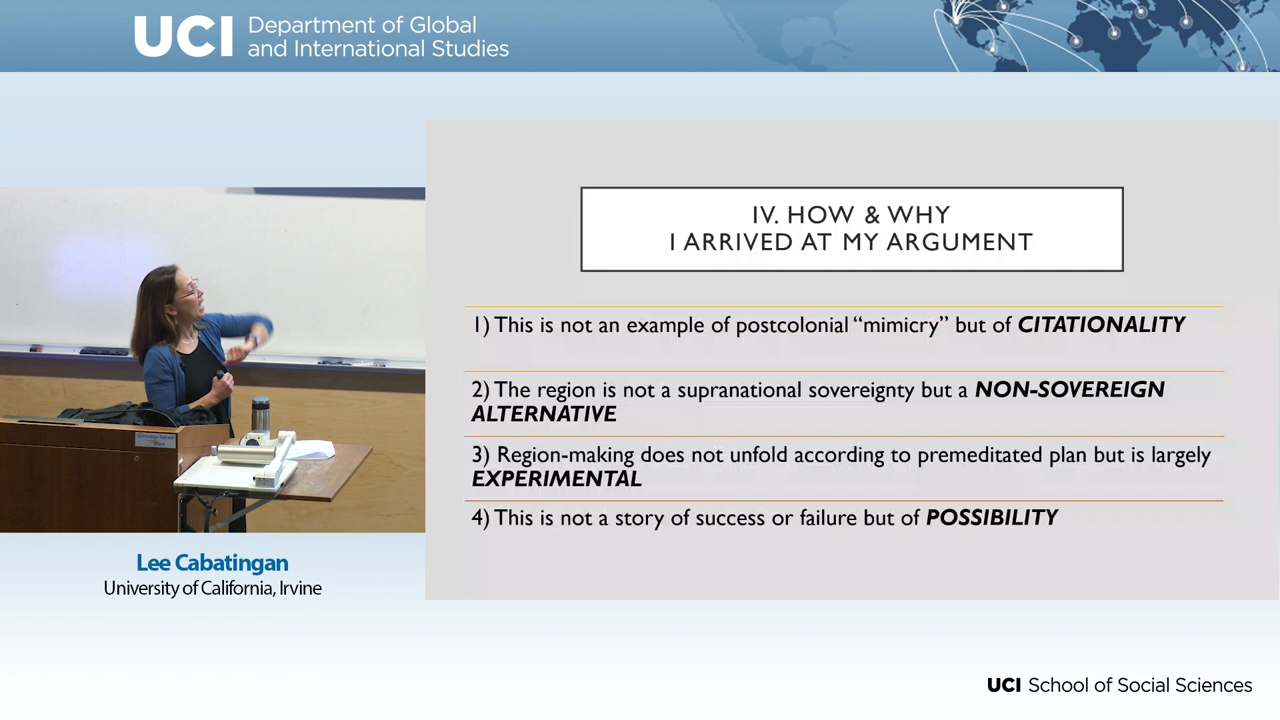 UCI Department of Global
and International Studies
IV. HOW & WHY
I ARRIVED AT MY ARGUMENT
1) This is not an example of postcolonial “mimicry” but of CITATIONALITY
2) The region is not a supranational sovereignty but a NON-SOVEREIGN
ALTERNATIVE
3) Region-making does not unfold according to premeditated plan but is largely
EXPERIMENTAL
4) This is not a story of success or failure but of POSSIBILITY
Lee Cabatingan
University of California, Irvine
UCI School of Social Sciences